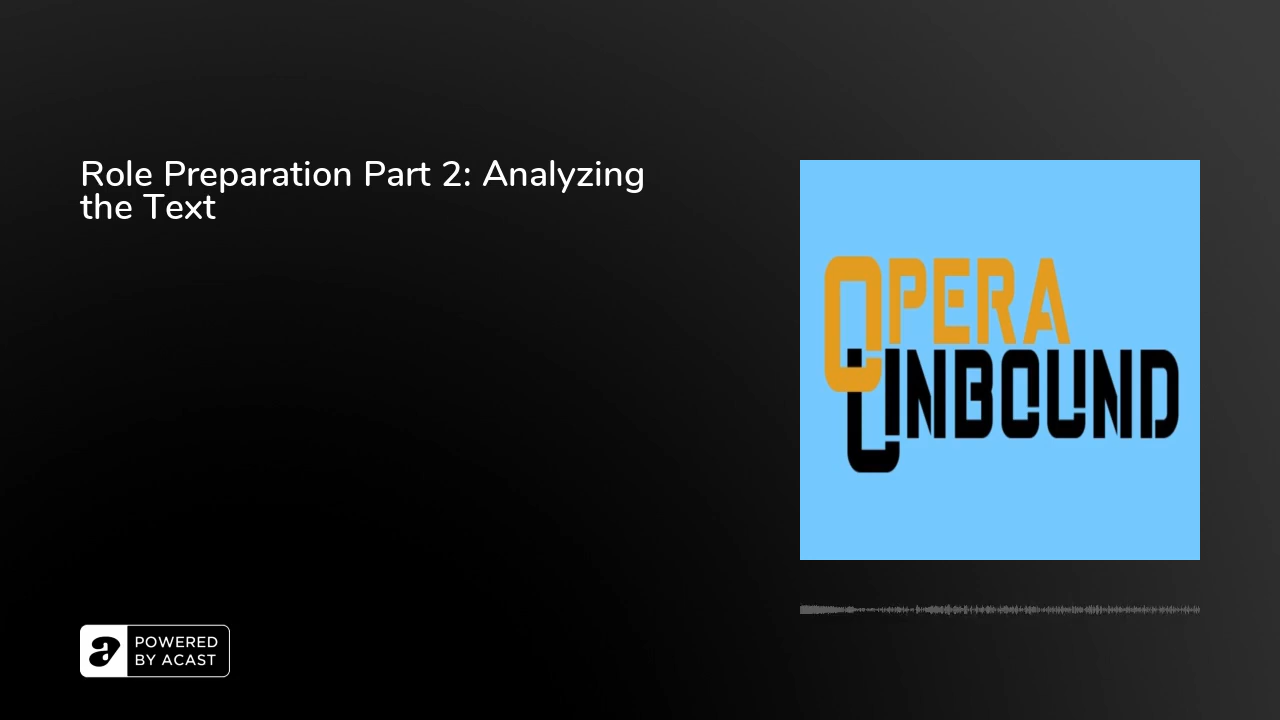 Role Preparation Part 2: Analyzing
the Text
OPERA
UNBOUND
a
POWERED
BY ACAST